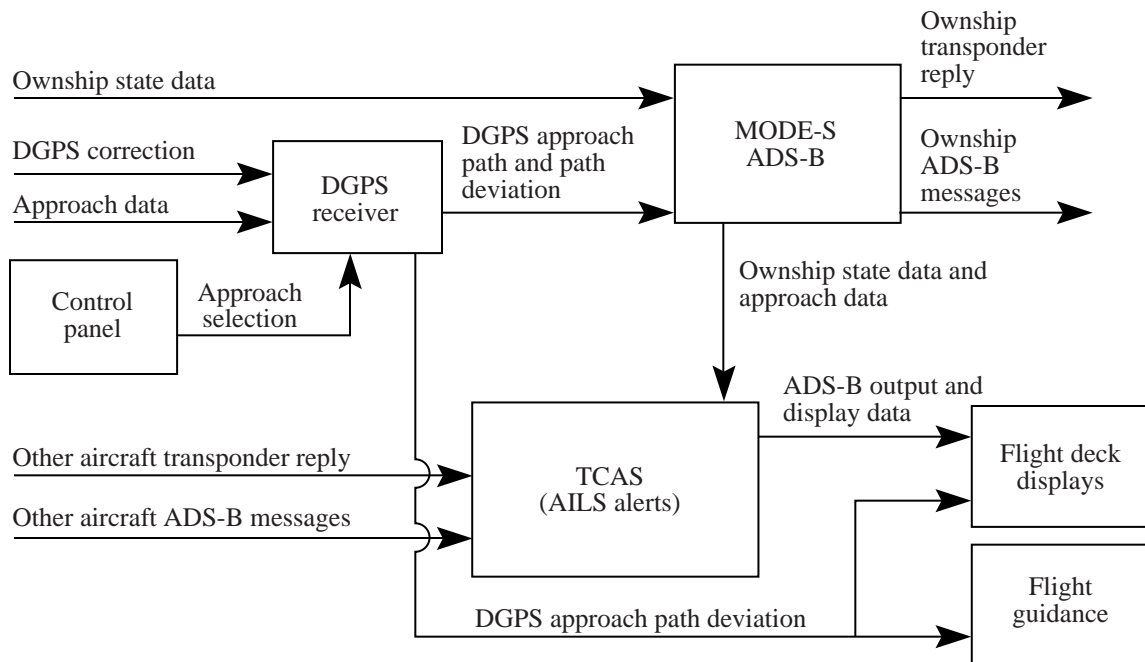 Ownship
transponder
reply
Ownship state data
MODE-S
ADS-B
DGPS correction
DGPS approach
path and path
deviation
Ownship
ADS-B
messages
DGPS
receiver
Approach data
Control
panel
Approach
selection
Ownship state data and
approach data
ADS-B output and
display data
Other aircraft transponder reply
TCAS
(AILS alerts)
Flight deck
displays
Other aircraft ADS-B messages
DGPS approach path deviation
Flight
guidance